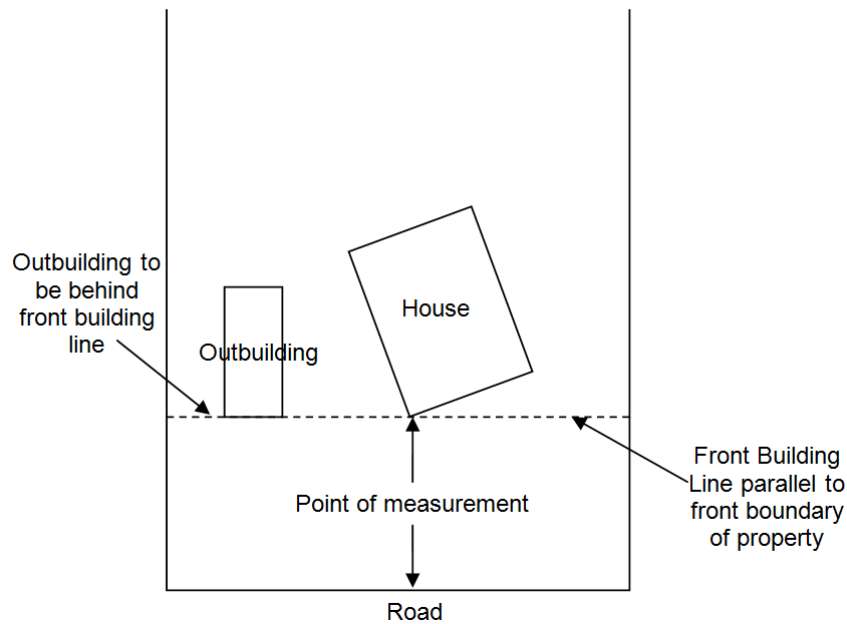 Outbuilding to
be behind
front building
line
Outbuilding
House
Point of measurement
Front Building
Line parallel to
front boundary
of property
Road